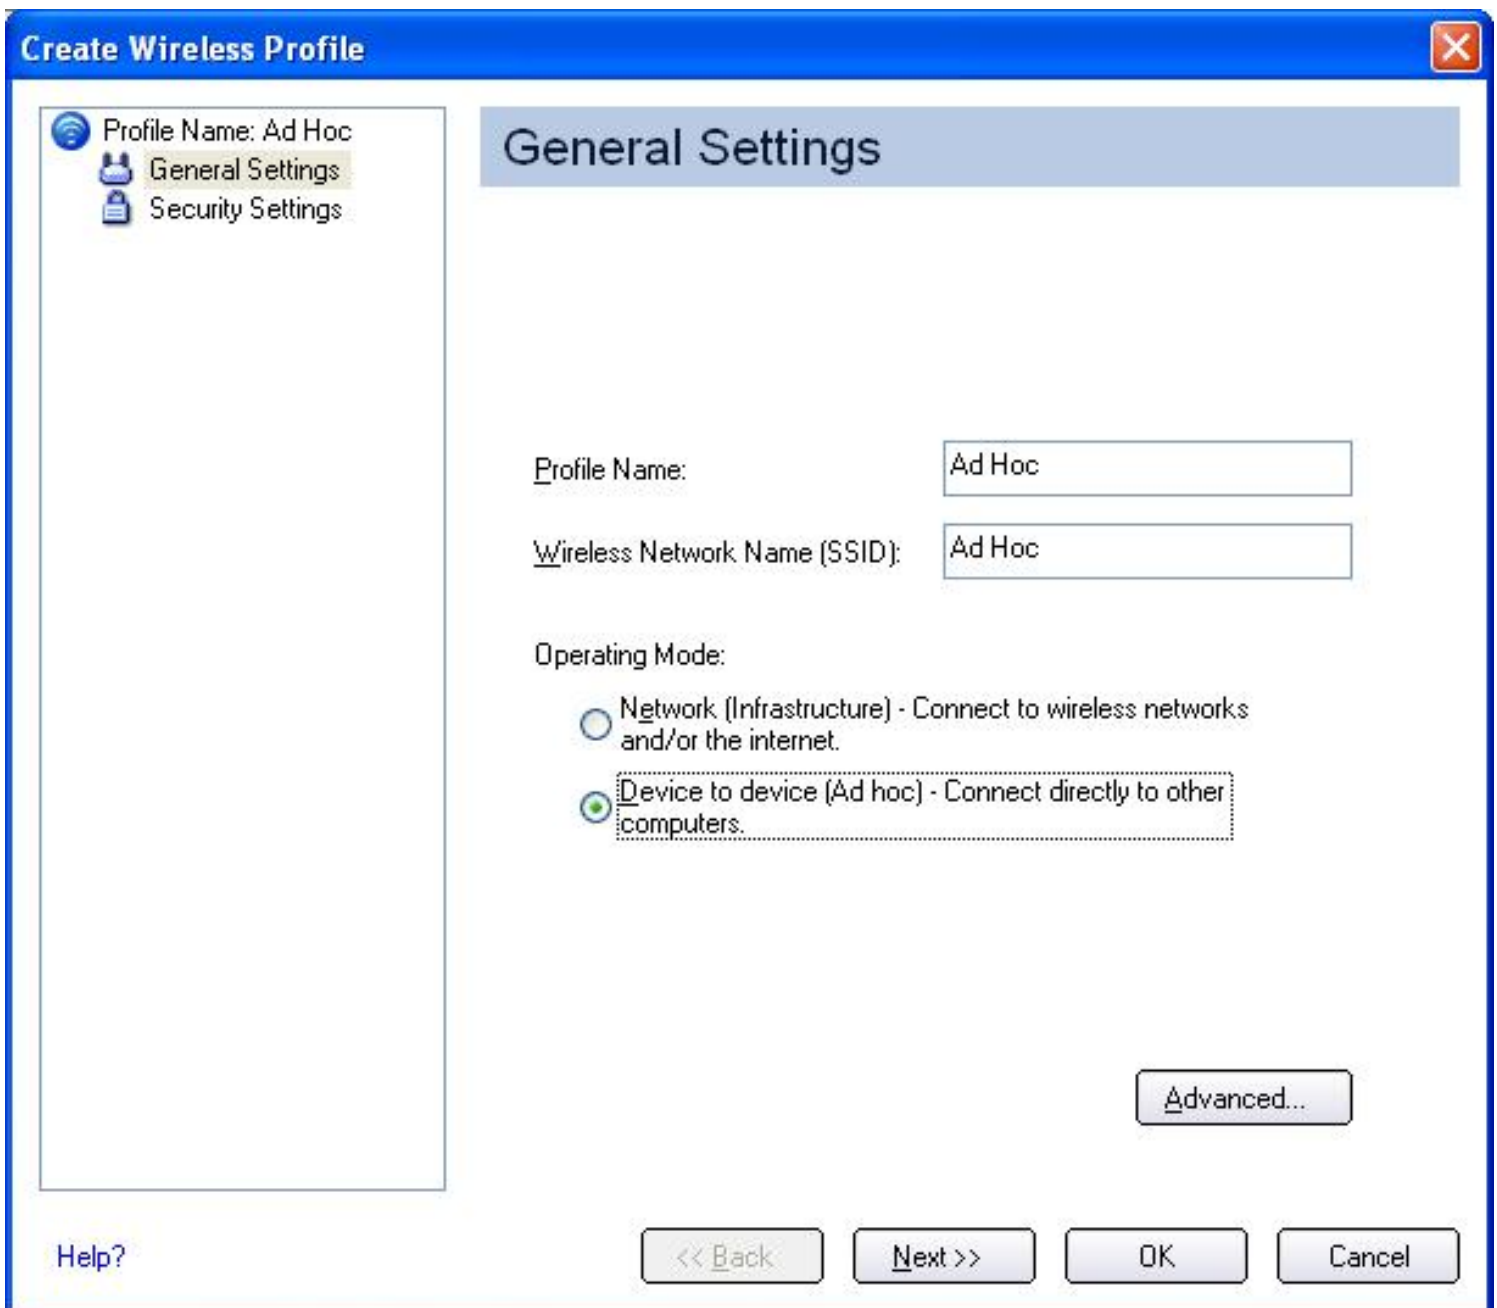 Create Wireless Profile
Profile Name: Ad Hoc
General Settings
Security Settings
General Settings
Profile Name:
Ad Hoc
Wireless Network Name (SSID):
Ad Hoc
Operating Mode:
Network (Infrastructure) - Connect to wireless networks
and/or the internet.
Device to device (Ad hoc) - Connect directly to other
computers.
Advanced...
Help?
<< Back
Next >>
OK
Cancel